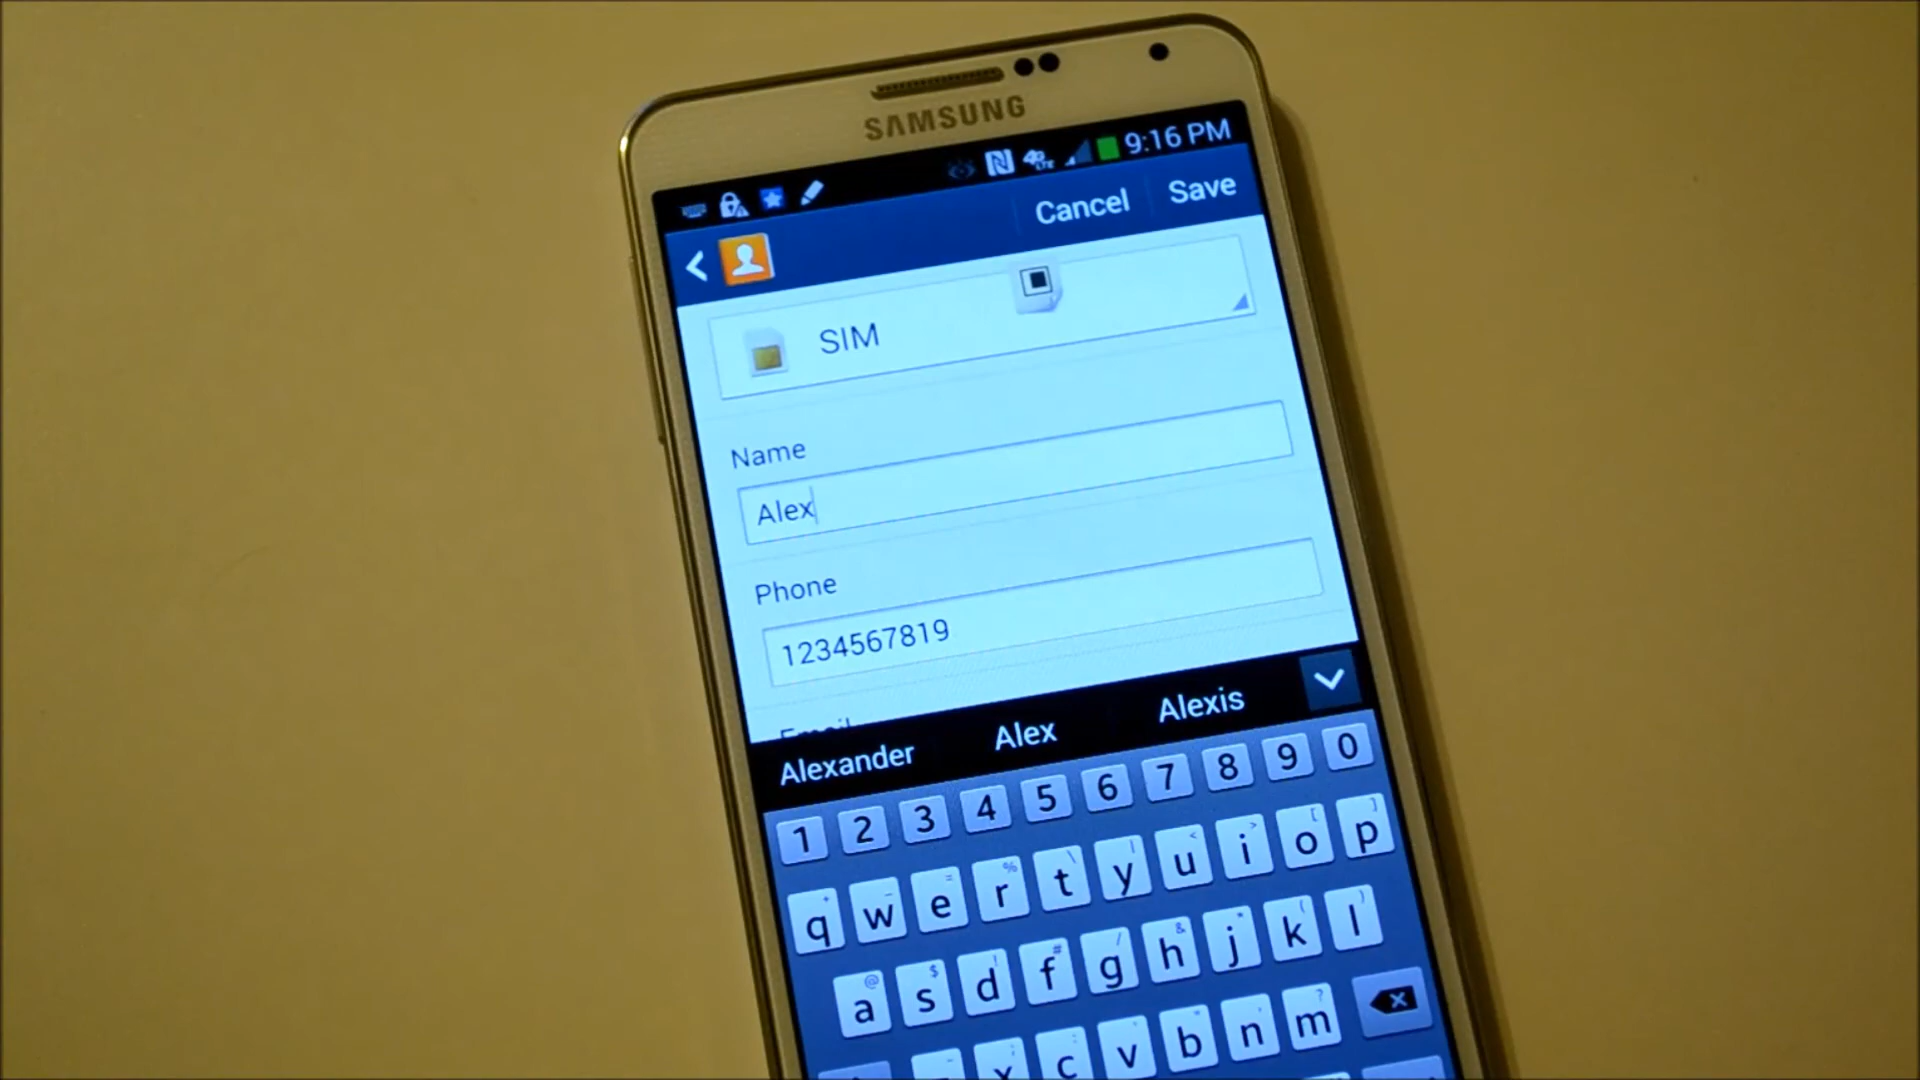 SAMSUNG
9:16 PM
Cancel Save
SIM
Name
Alex
Phone
1234567819
Email
Alexander Alex Alexis
1 2 3 4 5 6 7 8 9 0
q w e r t y u i o p
a s d f g h j k l
x c v b n m